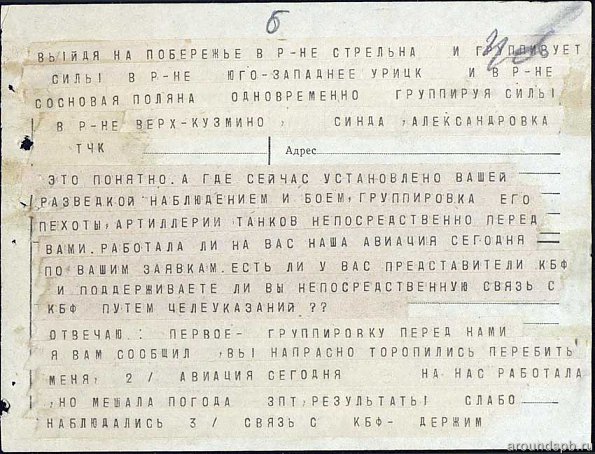 6
ВЫЙДЯ НА ПОБЕРЕЖЬЕ В Р-НЕ СТРЕЛЬНА И ГРУППИРУЕТ
СИЛЫ В Р-НЕ ЮГО-ЗАПАДНЕЕ УРИЦК И В Р-НЕ
СОСНОВАЯ ПОЛЯНА ОДНОВРЕМЕННО ГРУППИРУЯ СИЛЫ
В Р-НЕ ВЕРХ-КУЗМИНО, СИНДА, АЛЕКСАНДРОВКА
ТЧК Адрес
ЭТО ПОНЯТНО.А ГДЕ СЕЙЧАС УСТАНОВЛЕНО ВАШЕЙ
РАЗВЕДКОЙ НАБЛЮДЕНИЕМ И БОЕМ,ГРУППИРОВКА ЕГО
ПЕХОТЫ,АРТИЛЛЕРИИ ТАНКОВ НЕПОСРЕДСТВЕННО ПЕРЕД
ВАМИ.РАБОТАЛА ЛИ НА ВАС НАША АВИАЦИЯ СЕГОДНЯ
ПО ВАШИМ ЗАЯВКАМ.ЕСТЬ ЛИ У ВАС ПРЕДСТАВИТЕЛИ КБФ
И ПОДДЕРЖИВАЕТЕ ЛИ ВЫ НЕПОСРЕДСТВЕННУЮ СВЯЗЬ С
КБФ ПУТЕМ ЦЕЛЕУКАЗАНИЙ ??
ОТВЕЧАЮ: ПЕРВОЕ- ГРУППИРОВКУ ПЕРЕД НАМИ
Я ВАМ СООБЩИЛ ,ВЫ НАПРАСНО ТОРОПИЛИСЬ ПЕРЕБИТЬ
МЕНЯ, 2/ АВИАЦИЯ СЕГОДНЯ НА НАС РАБОТАЛА
,НО МЕШАЛА ПОГОДА ЗПТ,РЕЗУЛЬТАТЫ СЛАБО
НАБЛЮДАЛИСЬ 3/ СВЯЗЬ С КБФ- ДЕРЖИМ
aroundspb.ru